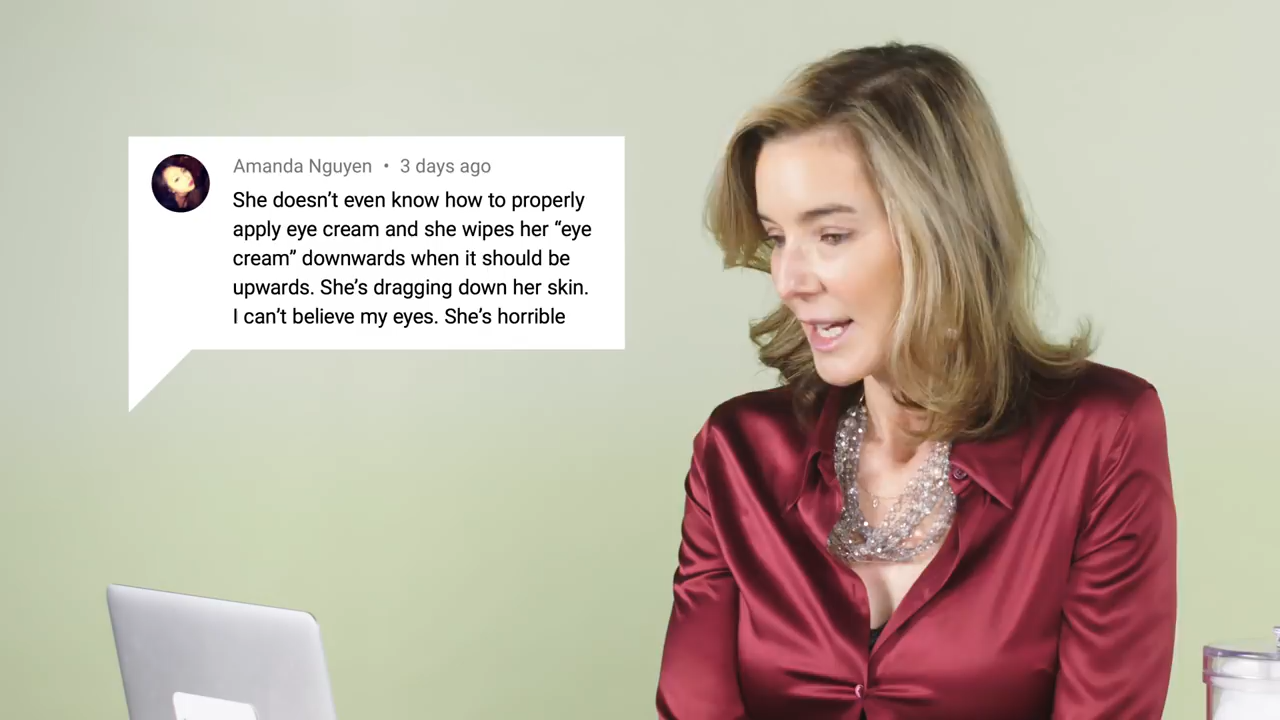 Amanda Nguyen • 3 days ago
She doesn’t even know how to properly
apply eye cream and she wipes her “eye
cream” downwards when it should be
upwards. She’s dragging down her skin.
I can’t believe my eyes. She’s horrible